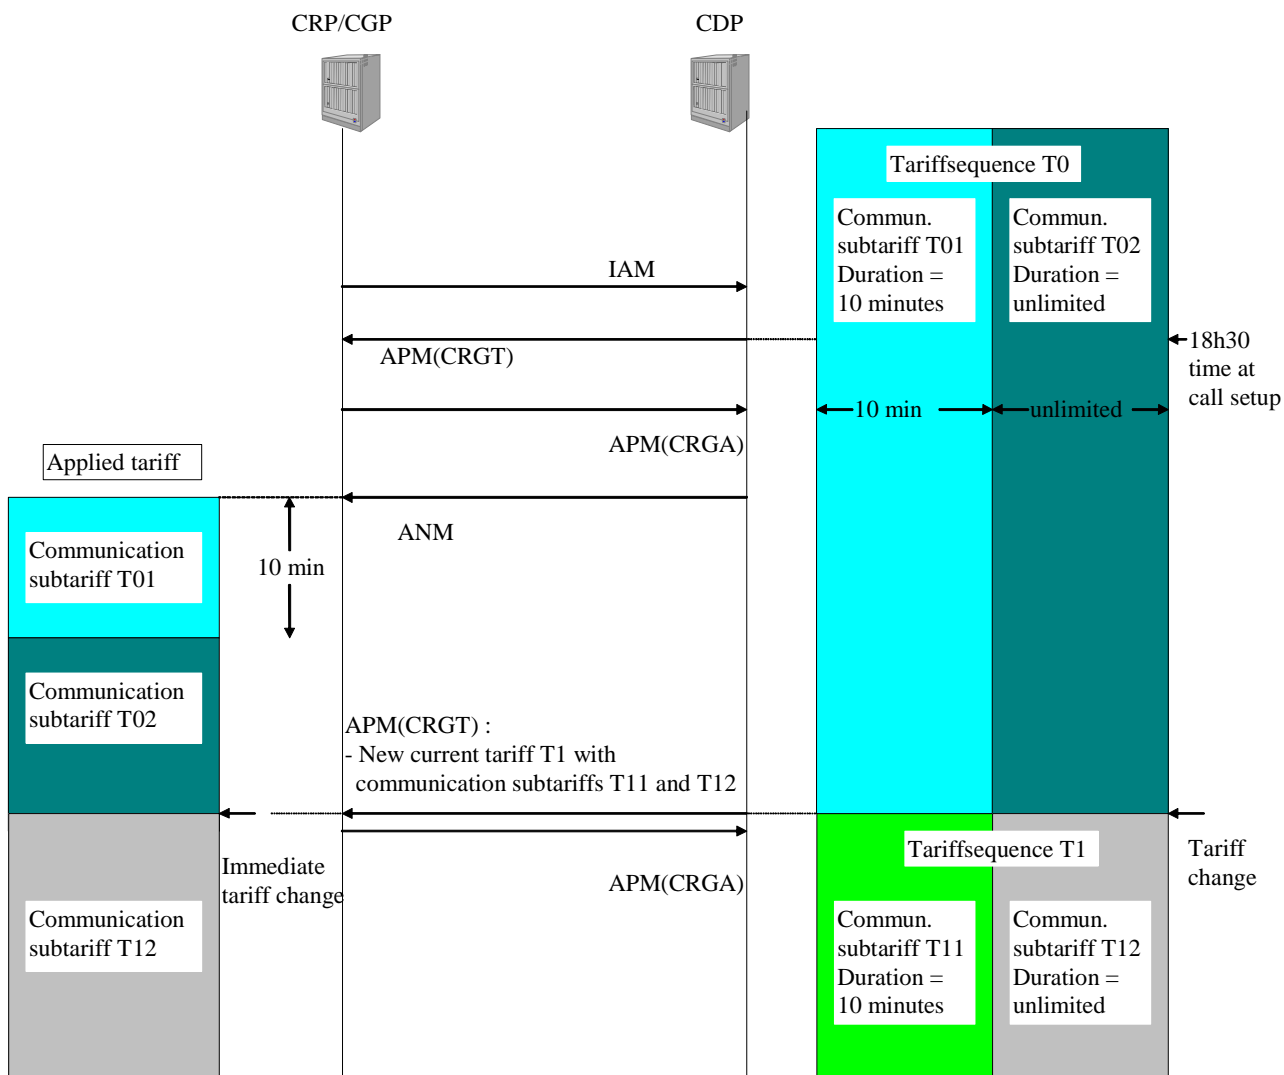 CRP/CGP
CDP
Tariffsequence T0
Commun.
subtariff T01
Duration =
10 minutes
Commun.
subtariff T02
Duration =
unlimited
IAM
APM(CRGT)
18h30
time at
call setup
10 min
unlimited
APM(CRGA)
Applied tariff
ANM
Communication
subtariff T01
10 min
Communication
subtariff T02
APM(CRGT) :
- New current tariff T1 with
communication subtariffs T11 and T12
Immediate
tariff change
APM(CRGA)
Tariffsequence T1
Tariff
change
Communication
subtariff T12
Commun.
subtariff T11
Duration =
10 minutes
Commun.
subtariff T12
Duration =
unlimited